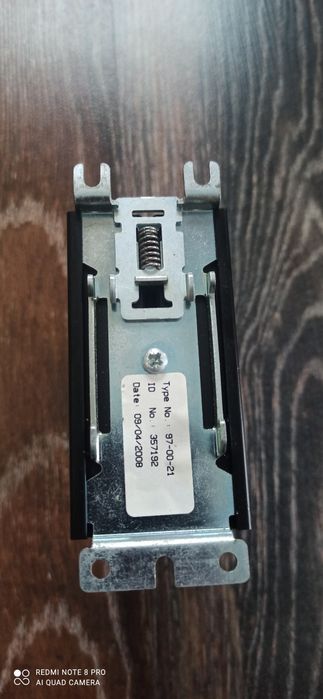 Type No.: 97-00-21
ID No.: 357192
Date: 09/04/2008
REDMI NOTE 8 PRO
AI QUAD CAMERA